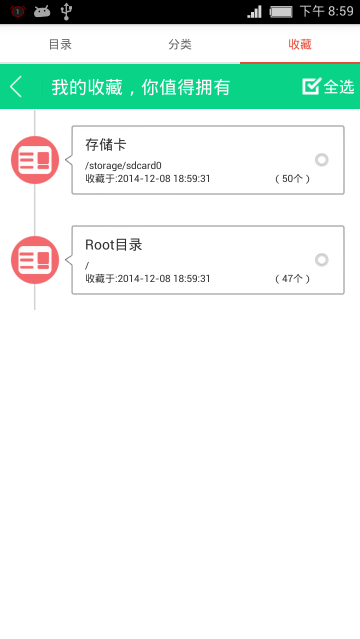 下午 8:59
目录
分类
收藏
我的收藏，你值得拥有
全选
存储卡
/storage/sdcard0
收藏于:2014-12-08 18:59:31
（50个）
Root目录
/
收藏于:2014-12-08 18:59:31
（47个）